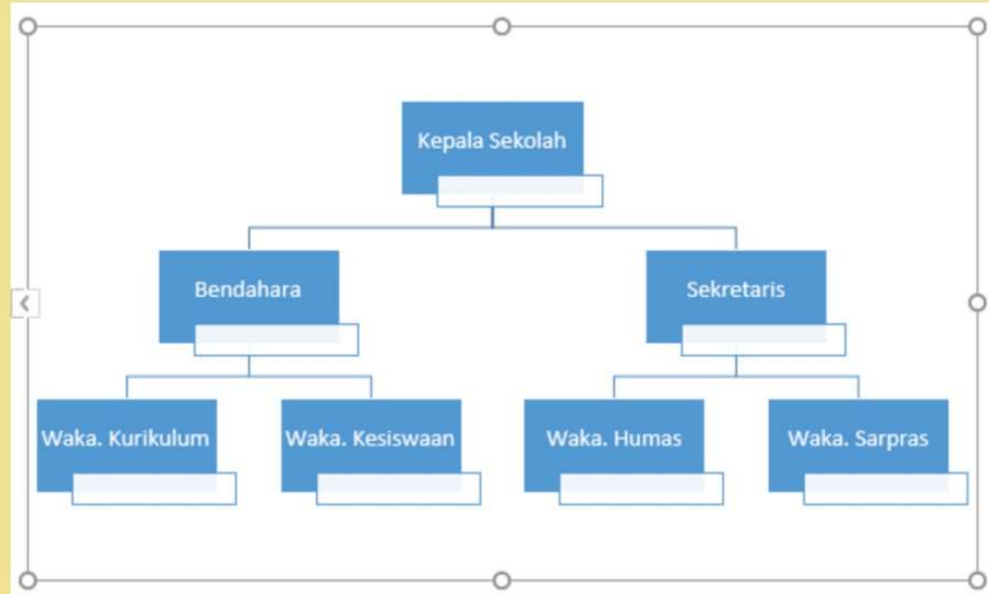 Kepala Sekolah
Bendahara
Sekretaris
Waka. Kurikulum
Waka. Kesiswaan
Waka. Humas
Waka. Sarpras